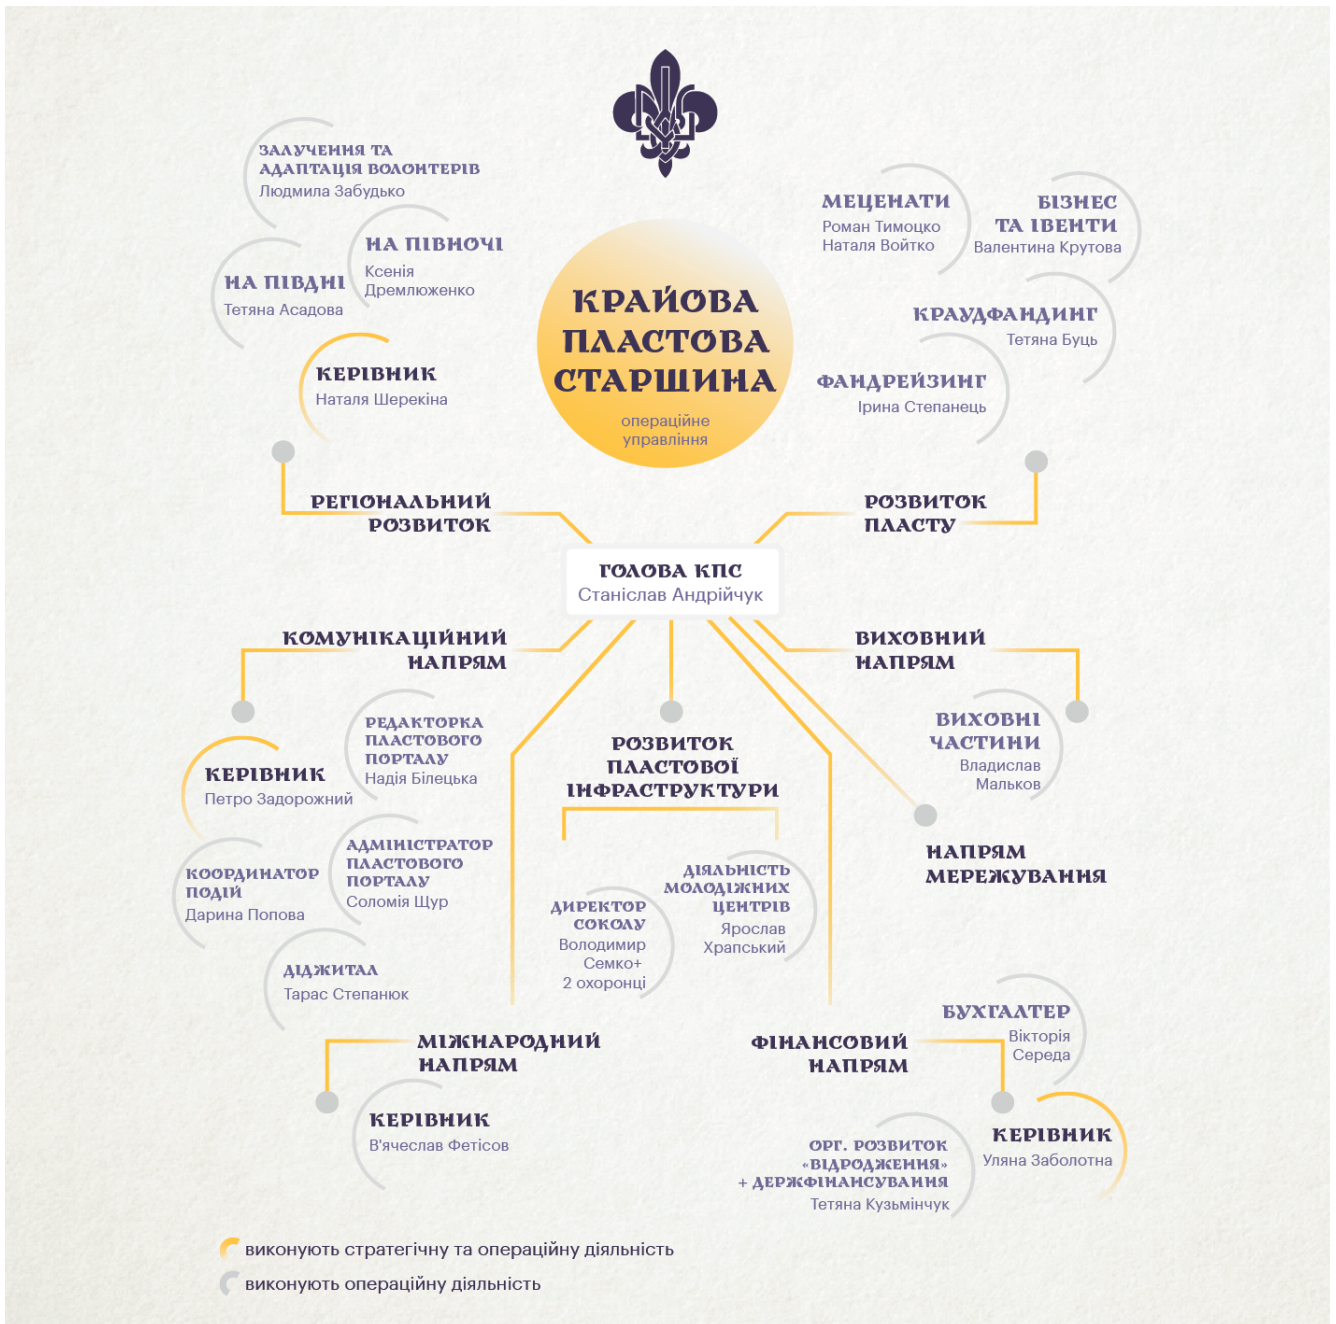 КРАЙОВА
ПЛАСТОВА
СТАРШИНА
операційне
управління
ЗАЛУЧЕННЯ ТА
АДАПТАЦІЯ ВОЛОНТЕРІВ
Людмила Забудько
НА ПІВНОЧІ
Ксенія
Дремлюженко
НА ПІВДНІ
Тетяна Асадова
КЕРІВНИК
Наталя Шерекіна
РЕГІОНАЛЬНИЙ
РОЗВИТОК
МЕЦЕНАТИ
Роман Тимоцко
Наталя Войтко
БІЗНЕС
ТА ІВЕНТИ
Валентина Крутова
КРАУДФАНДИНГ
Тетяна Буць
ФАНДРЕЙЗИНГ
Ірина Степанець
РОЗВИТОК
ПЛАСТУ
ГОЛОВА КПС
Станіслав Андрійчук
КОМУНІКАЦІЙНИЙ
НАПРЯМ
РЕДАКТОРКА
ПЛАСТОВОГО
ПОРТАЛУ
Надія Білецька
КЕРІВНИК
Петро Задорожний
АДМІНІСТРАТОР
ПЛАСТОВОГО
ПОРТАЛУ
Соломія Щур
КООРДИНАТОР
ПОДІЙ
Дарина Попова
ДІДЖИТАЛ
Тарас Степанюк
РОЗВИТОК
ПЛАСТОВОЇ
ІНФРАСТРУКТУРИ
ДИРЕКТОР
СОКОЛУ
Володимир
Семко+
2 охоронці
ДІЯЛЬНІСТЬ
МОЛОДІЖНИХ
ЦЕНТРІВ
Ярослав
Храпський
ВИХОВНИЙ
НАПРЯМ
ВИХОВНІ
ЧАСТИНИ
Владислав
Мальков
НАПРЯМ
МЕРЕЖУВАННЯ
МІЖНАРОДНИЙ
НАПРЯМ
КЕРІВНИК
В'ячеслав Фетісов
ФІНАНСОВИЙ
НАПРЯМ
БУХГАЛТЕР
Вікторія
Середа
КЕРІВНИК
Уляна Заболотна
ОРГ. РОЗВИТОК
«ВІДРОДЖЕННЯ»
+ ДЕРЖФІНАНСУВАННЯ
Тетяна Кузьмінчук
виконують стратегічну та операційну діяльність
виконують операційну діяльність